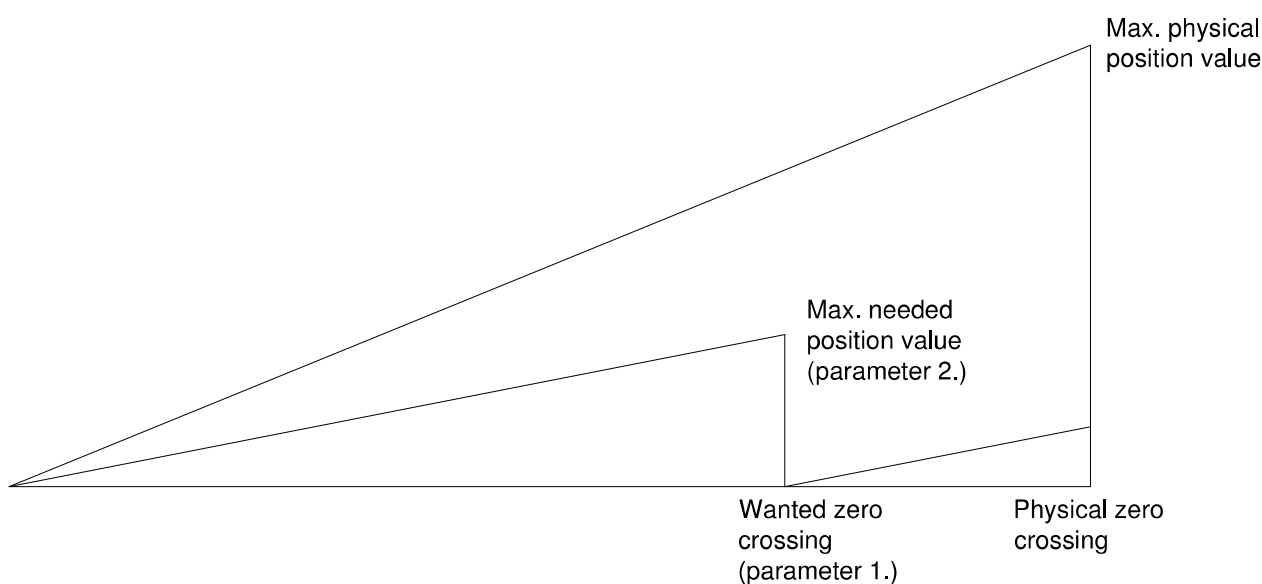 Max. physical
position value
Max. needed
position value
(parameter 2.)
Wanted zero
crossing
(parameter 1.)
Physical zero
crossing